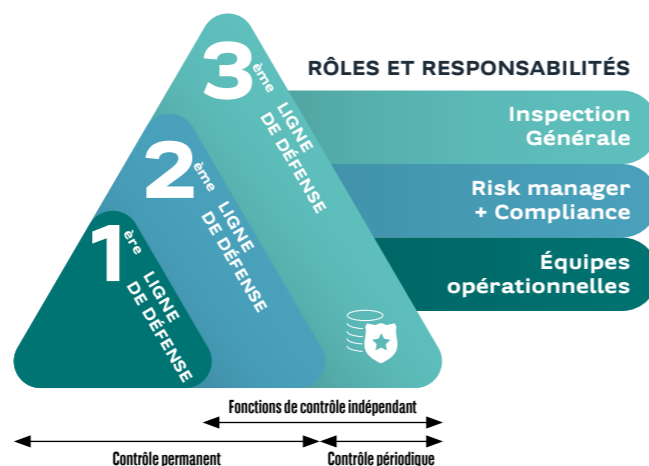 3ème LIGNE
DE DÉFENSE
2ème LIGNE
DE DÉFENSE
1ère LIGNE
DE DÉFENSE
RÔLES ET RESPONSABILITÉS
Inspection
Générale
Risk manager
+ Compliance
Équipes
opérationnelles
Fonctions de contrôle indépendant
Contrôle permanent
Contrôle périodique